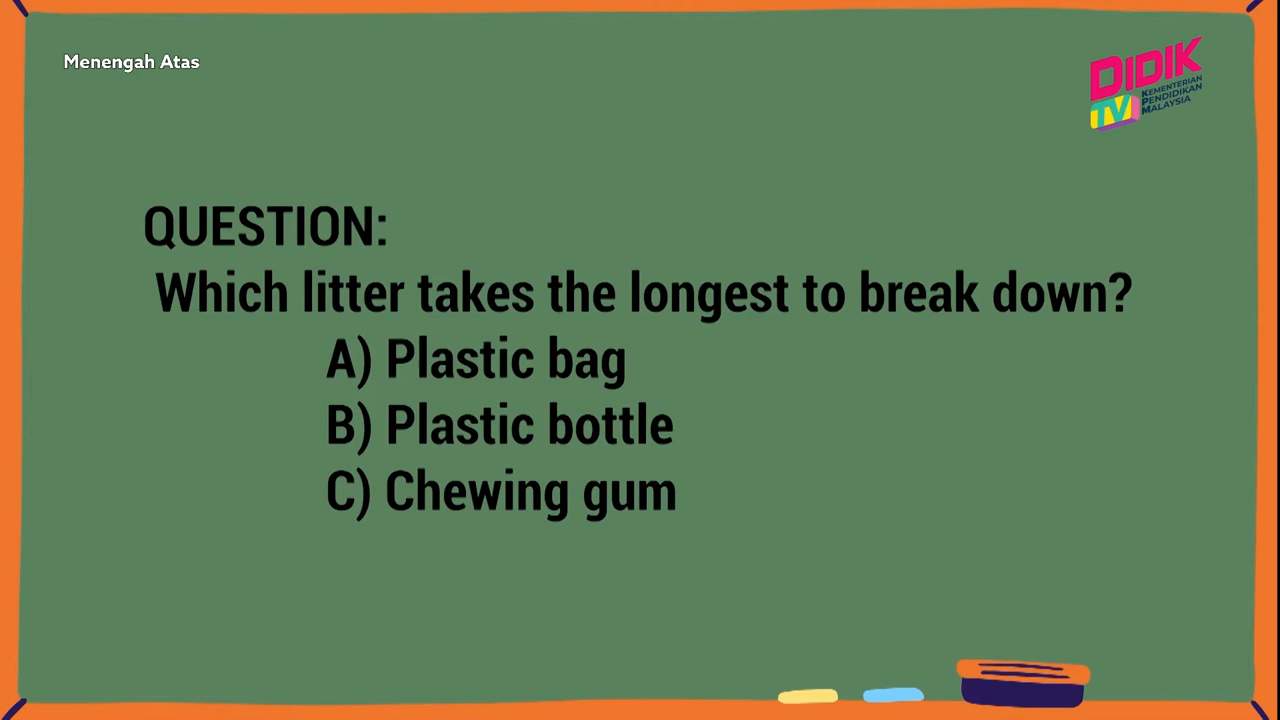 Menengah Atas
DIDIK
TV
KEMENTERIAN
PENDIDIKAN
MALAYSIA
QUESTION:
Which litter takes the longest to break down?
A) Plastic bag
B) Plastic bottle
C) Chewing gum